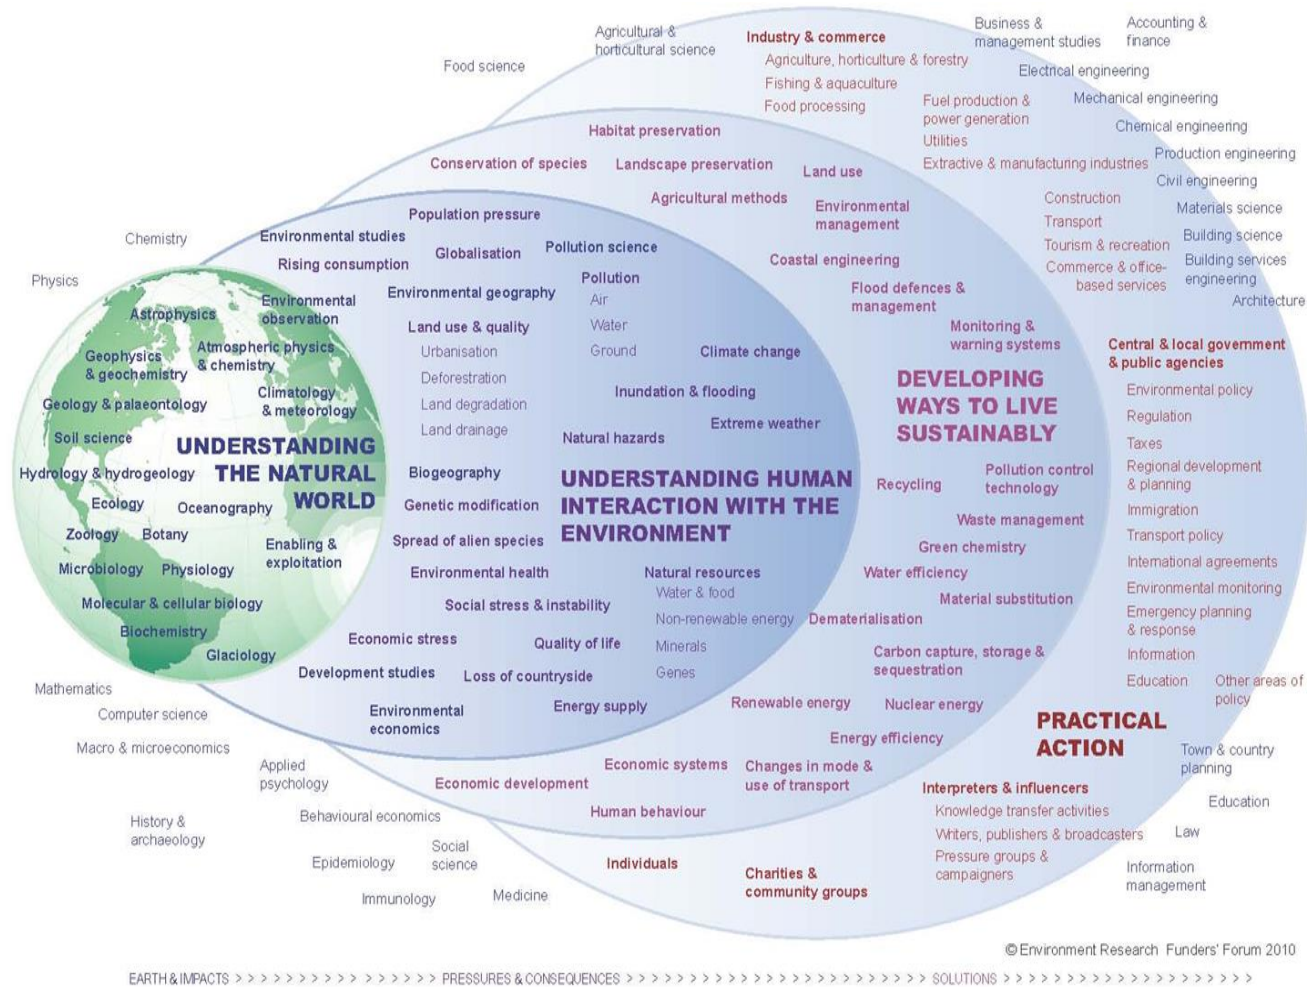 Food science
Agricultural &
horticultural science
Industry & commerce
Agriculture, horticulture & forestry
Fishing & aquaculture
Food processing
Business &
management studies
Accounting &
finance
Electrical engineering
Mechanical engineering
Chemical engineering
Production engineering
Civil engineering
Materials science
Building science
Building services
engineering
Architecture
Fuel production &
power generation
Utilities
Extractive & manufacturing industries
Construction
Transport
Tourism & recreation
Commerce & office-
based services
Habitat preservation
Conservation of species
Landscape preservation
Land use
Agricultural methods
Environmental
management
Coastal engineering
Flood defences &
management
Monitoring &
warning systems
Population pressure
Environmental studies
Globalisation
Pollution science
Rising consumption
Environmental geography
Pollution
Air
Water
Ground
Land use & quality
Urbanisation
Deforestration
Land degradation
Land drainage
Climate change
Inundation & flooding
Extreme weather
Natural hazards
Chemistry
Physics
Astrophysics
Environmental
observation
Geophysics
& geochemistry
Atmospheric physics
& chemistry
Geology & palaeontology
Climatology
& meteorology
Soil science
UNDERSTANDING
THE NATURAL
WORLD
Hydrology & hydrogeology
Ecology
Oceanography
Zoology
Botany
Enabling &
exploitation
Microbiology
Physiology
Molecular & cellular biology
Biochemistry
Glaciology
Biogeography
Genetic modification
UNDERSTANDING HUMAN
INTERACTION WITH THE
ENVIRONMENT
Spread of alien species
Environmental health
Natural resources
Water & food
Non-renewable energy
Minerals
Genes
Social stress & instability
Economic stress
Quality of life
Development studies
Loss of countryside
Environmental
economics
Energy supply
DEVELOPING
WAYS TO LIVE
SUSTAINABLY
Recycling
Pollution control
technology
Waste management
Green chemistry
Water efficiency
Material substitution
Dematerialisation
Carbon capture, storage &
sequestration
Renewable energy
Nuclear energy
Energy efficiency
Economic systems
Changes in mode &
use of transport
Economic development
Human behaviour
Central & local government
& public agencies
Environmental policy
Regulation
Taxes
Regional development
& planning
Immigration
Transport policy
International agreements
Environmental monitoring
Emergency planning
& response
Information
Education
Other areas of
policy
PRACTICAL
ACTION
Interpreters & influencers
Knowledge transfer activities
Writers, publishers & broadcasters
Pressure groups &
campaigners
Individuals
Charities &
community groups
Town & country
planning
Education
Law
Information
management
Mathematics
Computer science
Macro & microeconomics
Applied
psychology
History &
archaeology
Behavioural economics
Epidemiology
Social
science
Immunology
Medicine
© Environment Research Funders' Forum 2010
EARTH & IMPACTS > > > > > > > > > > > > > > > > PRESSURES & CONSEQUENCES > > > > > > > > > > > > > > > > > > > > > > > SOLUTIONS > > > > > > > > > > > > > > > > > > >